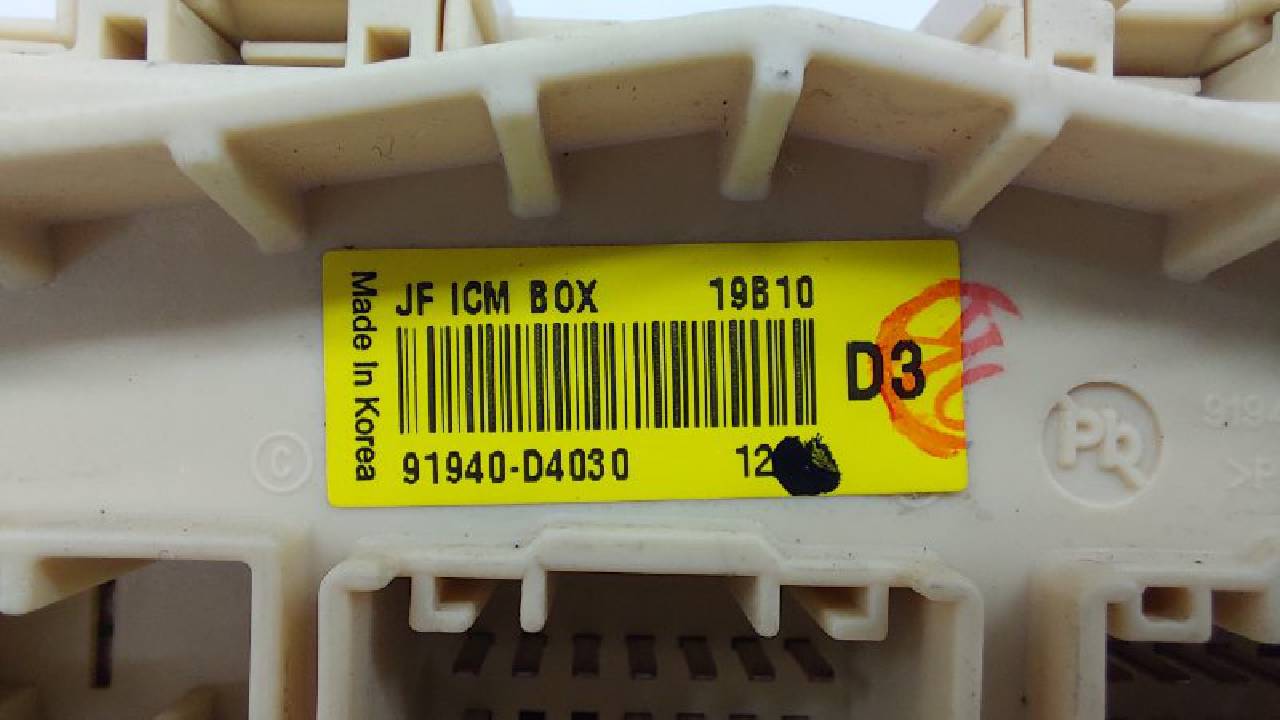 Made In Korea
JF ICM BOX 19B10
D3
91940-D4030 12
©
Pb